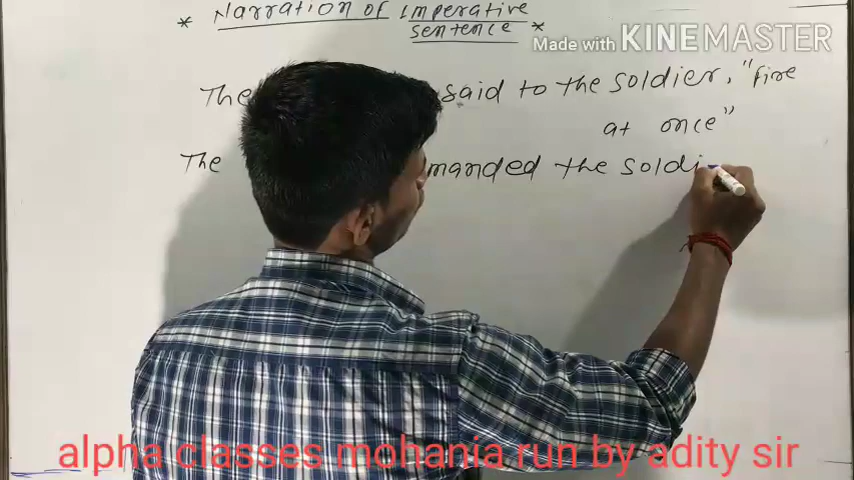 * Narration of Imperative
sentence *
Made with KINEMASTER
The said to the soldier, "fire
at once"
The manded the soldi
alpha classes mohania run by adity sir